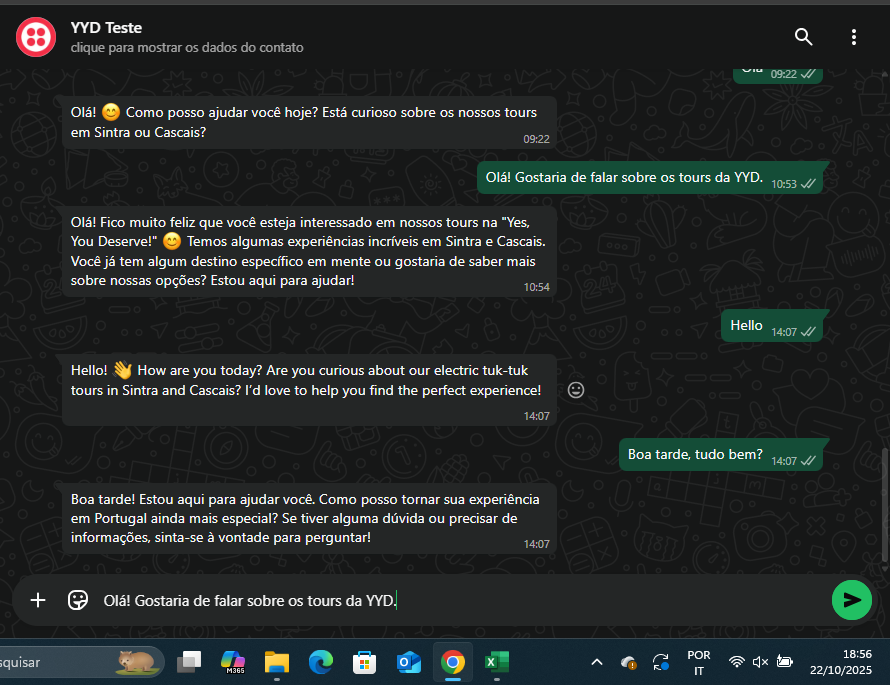 YYD Teste
clique para mostrar os dados do contato
Olá 09:22
Olá! 😊 Como posso ajudar você hoje? Está curioso sobre os nossos tours
em Sintra ou Cascais?
09:22
Olá! Gostaria de falar sobre os tours da YYD. 10:53
Olá! Fico muito feliz que você esteja interessado em nossos tours na "Yes,
You Deserve!" 😊 Temos algumas experiências incríveis em Sintra e Cascais.
Você já tem algum destino específico em mente ou gostaria de saber mais
sobre nossas opções? Estou aqui para ajudar!
10:54
Hello 14:07
Hello! 👋 How are you today? Are you curious about our electric tuk-tuk
tours in Sintra and Cascais? I'd love to help you find the perfect experience!
14:07
Boa tarde, tudo bem? 14:07
Boa tarde! Estou aqui para ajudar você. Como posso tornar sua experiência
em Portugal ainda mais especial? Se tiver alguma dúvida ou precisar de
informações, sinta-se à vontade para perguntar!
14:07
Olá! Gostaria de falar sobre os tours da YYD.
squisar
M365
POR
IT
18:56
22/10/2025